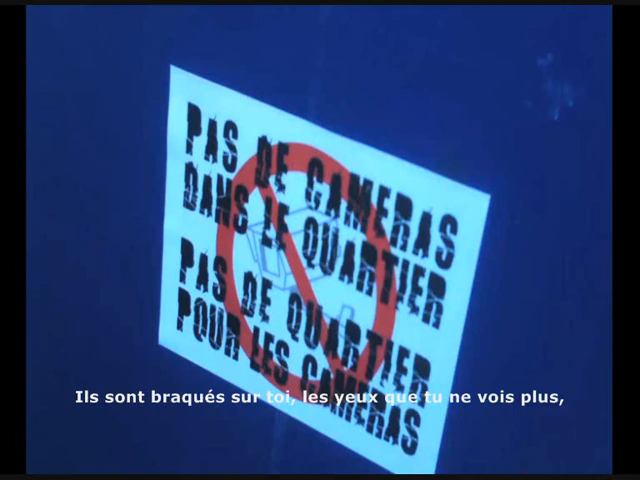 PAS DE CAMERAS
DANS LE QUARTIER
PAS DE QUARTIER
POUR LES CAMERAS
Ils sont braqués sur toi, les yeux que tu ne vois plus,